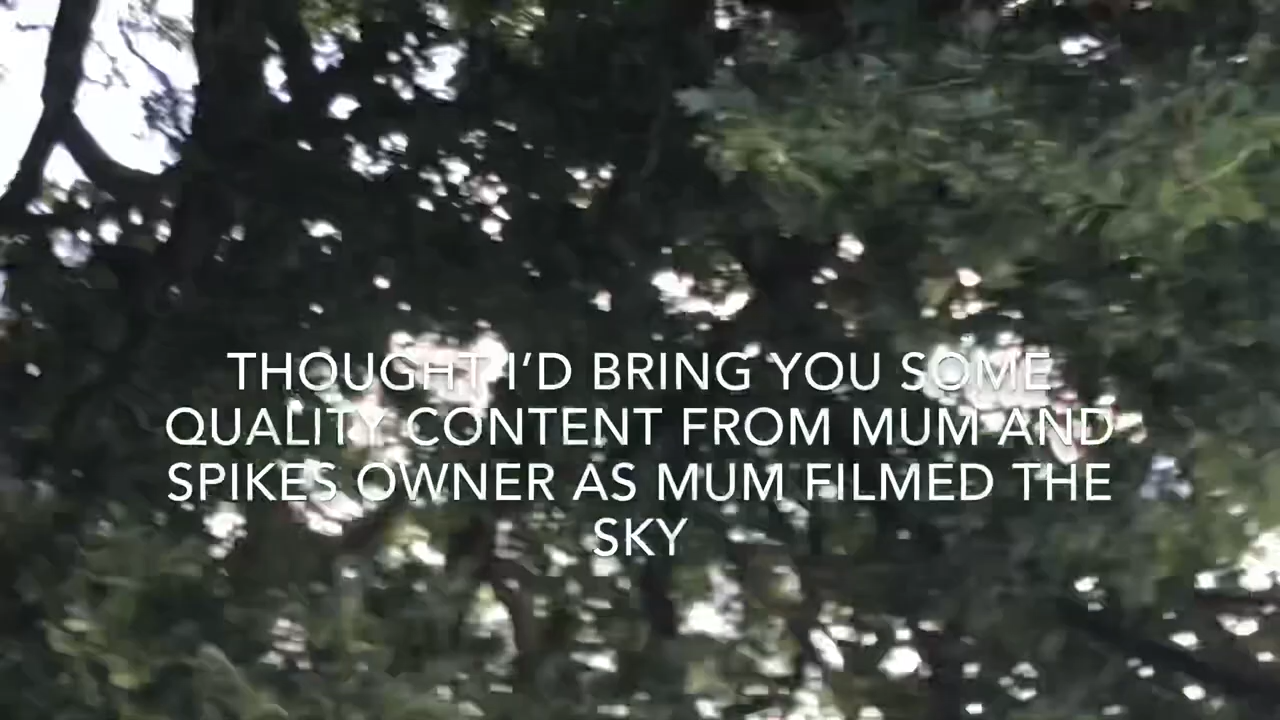 THOUGHT I’D BRING YOU SOME
QUALITY CONTENT FROM MUM AND
SPIKES OWNER AS MUM FILMED THE
SKY